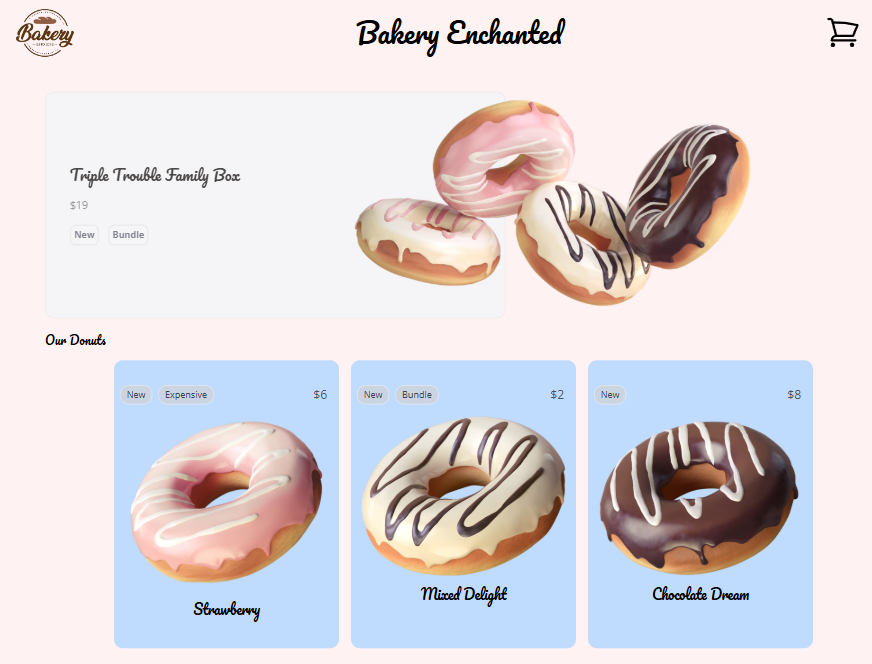 Bakery
Bakery Enchanted
Triple Trouble Family Box
$19
New Bundle
Our Donuts
New Expensive $6
New Bundle $2
New $8
Strawberry
Mixed Delight
Chocolate Dream